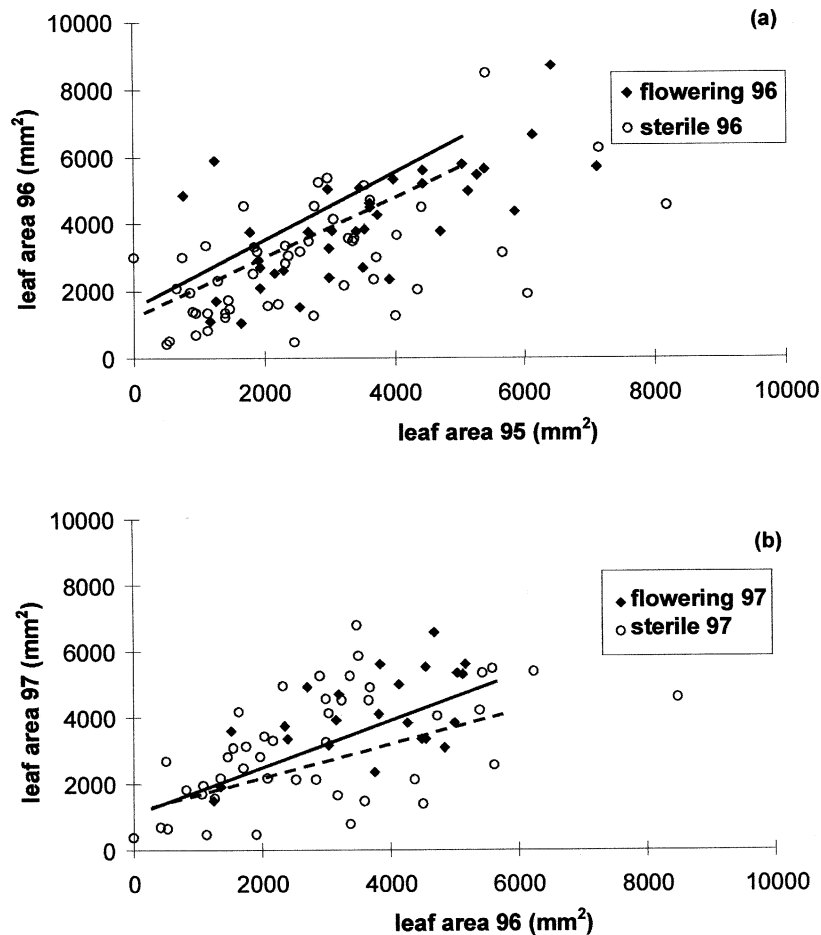 (a)
10000
8000
6000
4000
2000
0
leaf area 96 (mm²)
flowering 96
sterile 96
0 2000 4000 6000 8000 10000
leaf area 95 (mm²)
(b)
10000
8000
6000
4000
2000
0
leaf area 97 (mm²)
flowering 97
sterile 97
0 2000 4000 6000 8000 10000
leaf area 96 (mm²)